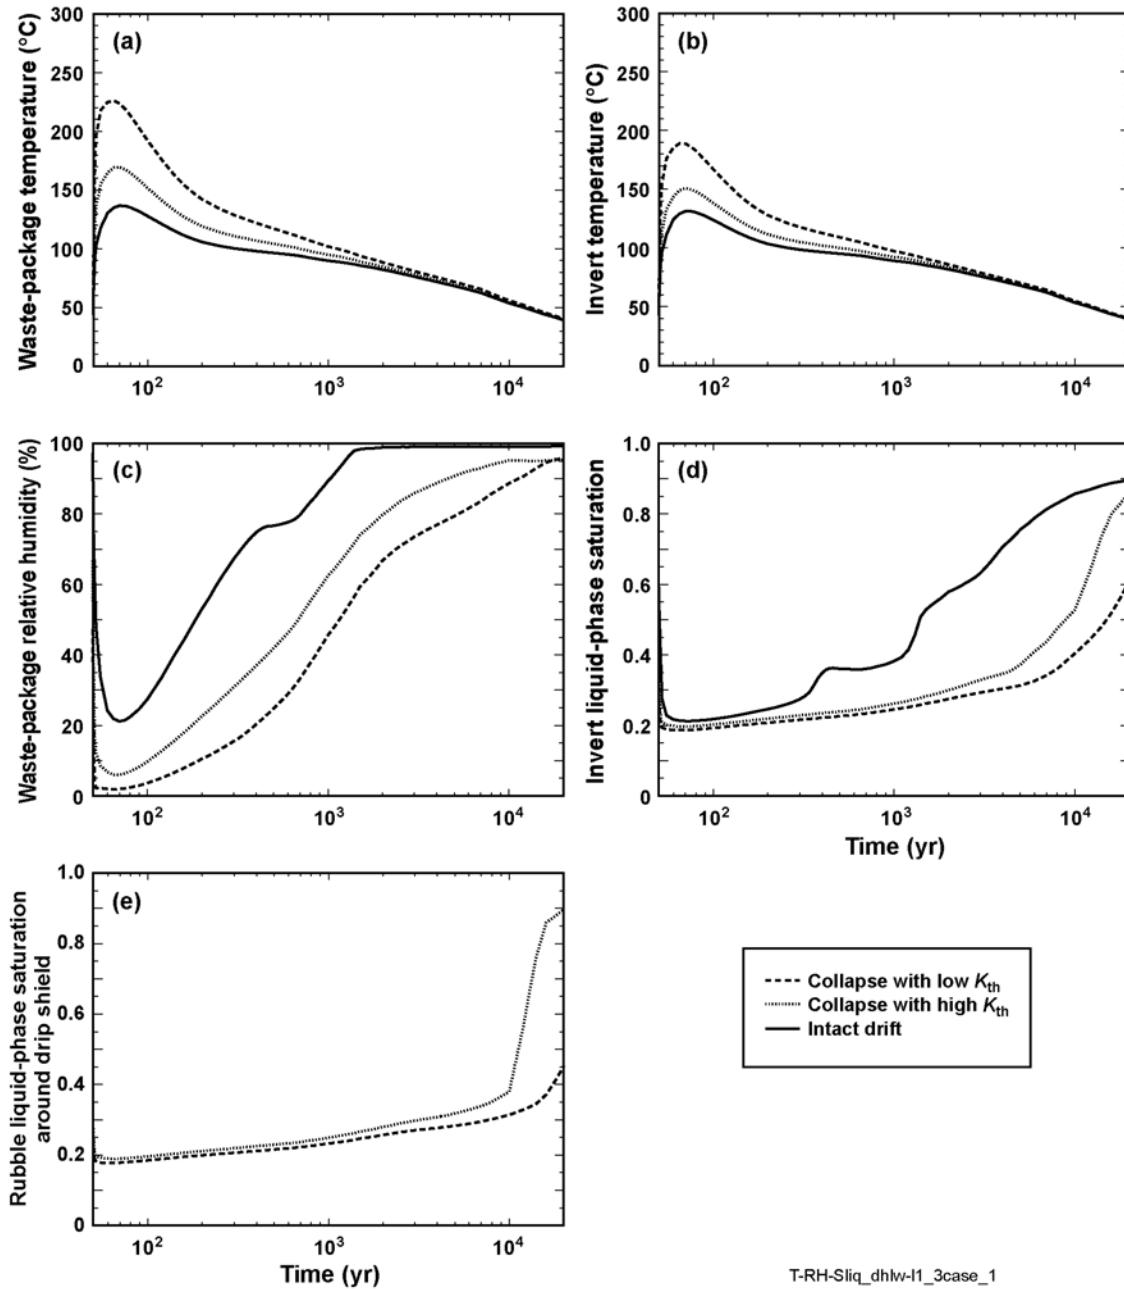 (a)
Waste-package temperature (°C)
300
250
200
150
100
50
0
10²
10³
10⁴
(b)
Invert temperature (°C)
300
250
200
150
100
50
0
10²
10³
10⁴
(c)
Waste-package relative humidity (%)
100
80
60
40
20
0
10²
10³
10⁴
(d)
Invert liquid-phase saturation
1.0
0.8
0.6
0.4
0.2
0
10²
10³
10⁴
Time (yr)
(e)
Rubble liquid-phase saturation
around drip shield
1.0
0.8
0.6
0.4
0.2
0
10²
10³
10⁴
Time (yr)
Collapse with low Kth
Collapse with high Kth
Intact drift
T-RH-Sliq_dhlw-l1_3case_1